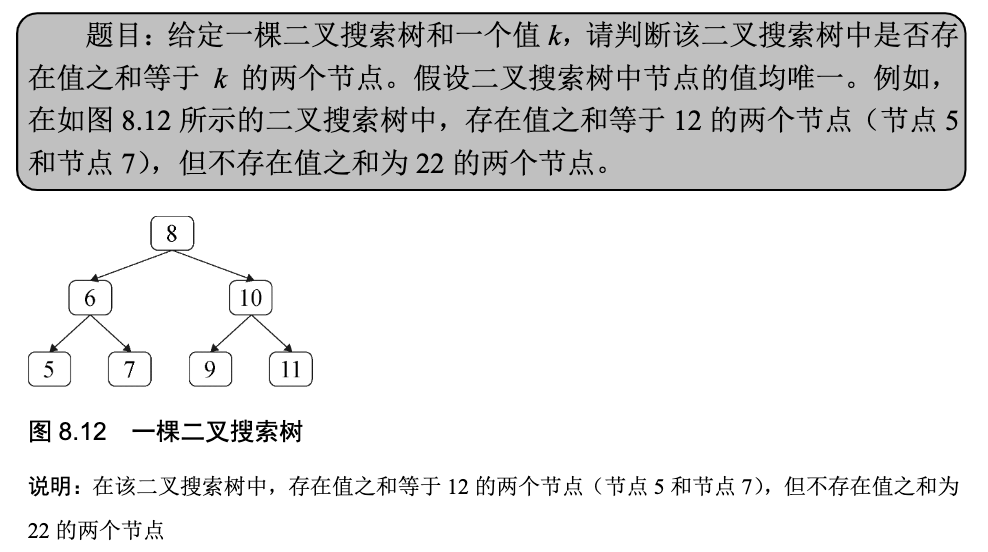 题目：给定一棵二叉搜索树和一个值 k，请判断该二叉搜索树中是否存
在值之和等于 k 的两个节点。假设二叉搜索树中节点的值均唯一。例如，
在如图 8.12 所示的二叉搜索树中，存在值之和等于 12 的两个节点（节点 5
和节点 7），但不存在值之和为 22 的两个节点。
8
6 10
5 7 9 11
图 8.12 一棵二叉搜索树
说明：在该二叉搜索树中，存在值之和等于 12 的两个节点（节点 5 和节点 7），但不存在值之和为
22 的两个节点